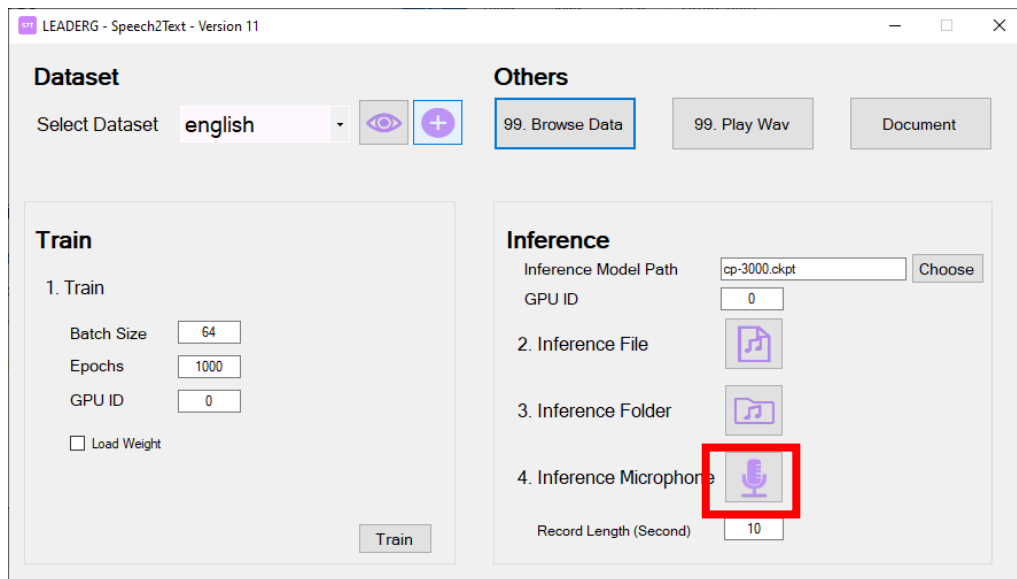 S2T LEADERG - Speech2Text - Version 11
Dataset
Select Dataset english
Others
99. Browse Data 99. Play Wav Document
Train
1. Train
Batch Size 64
Epochs 1000
GPU ID 0
Load Weight
Train
Inference
Inference Model Path cp-3000.ckpt Choose
GPU ID 0
2. Inference File
3. Inference Folder
4. Inference Microphone
Record Length (Second) 10